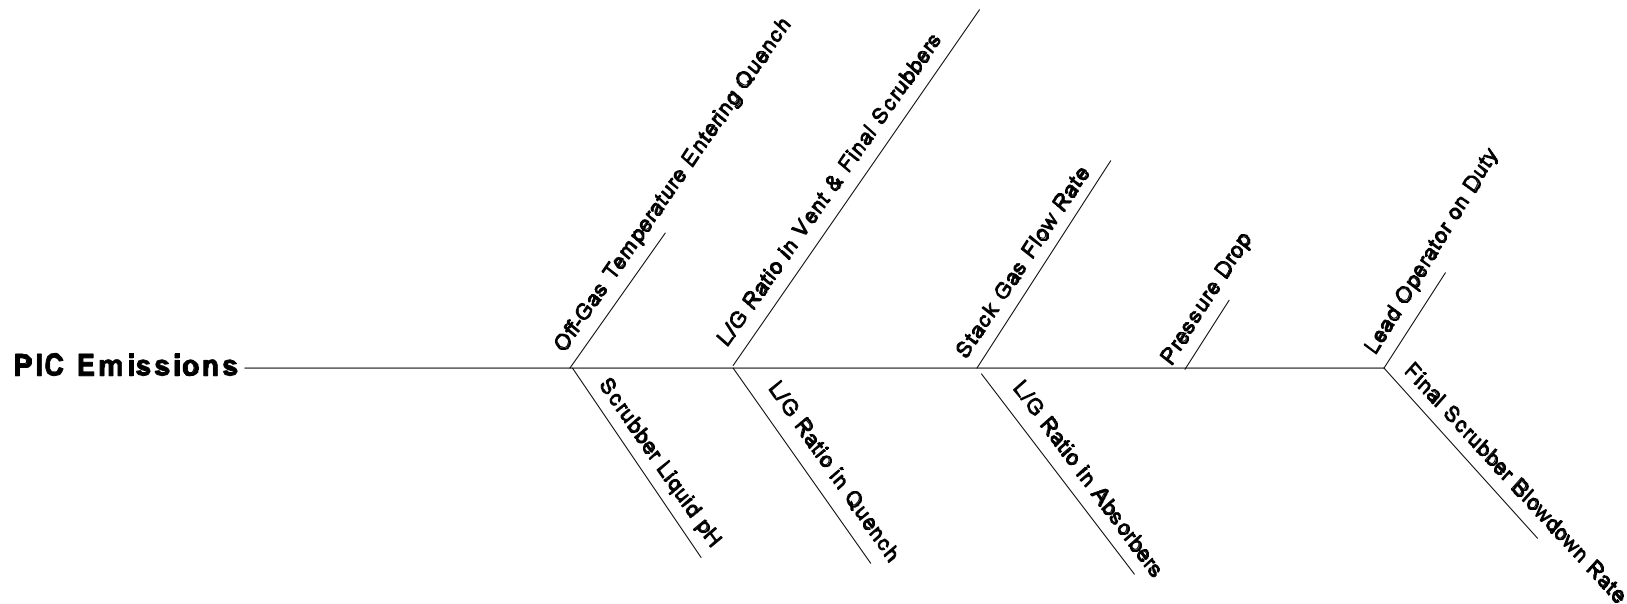 Off-Gas Temperature Entering Quench
L/G Ratio in Vent & Final Scrubbers
Stack Gas Flow Rate
Pressure Drop
Lead Operator on Duty
PIC Emissions
Scrubber Liquid pH
L/G Ratio in Quench
L/G Ratio in Absorbers
Final Scrubber Blowdown Rate